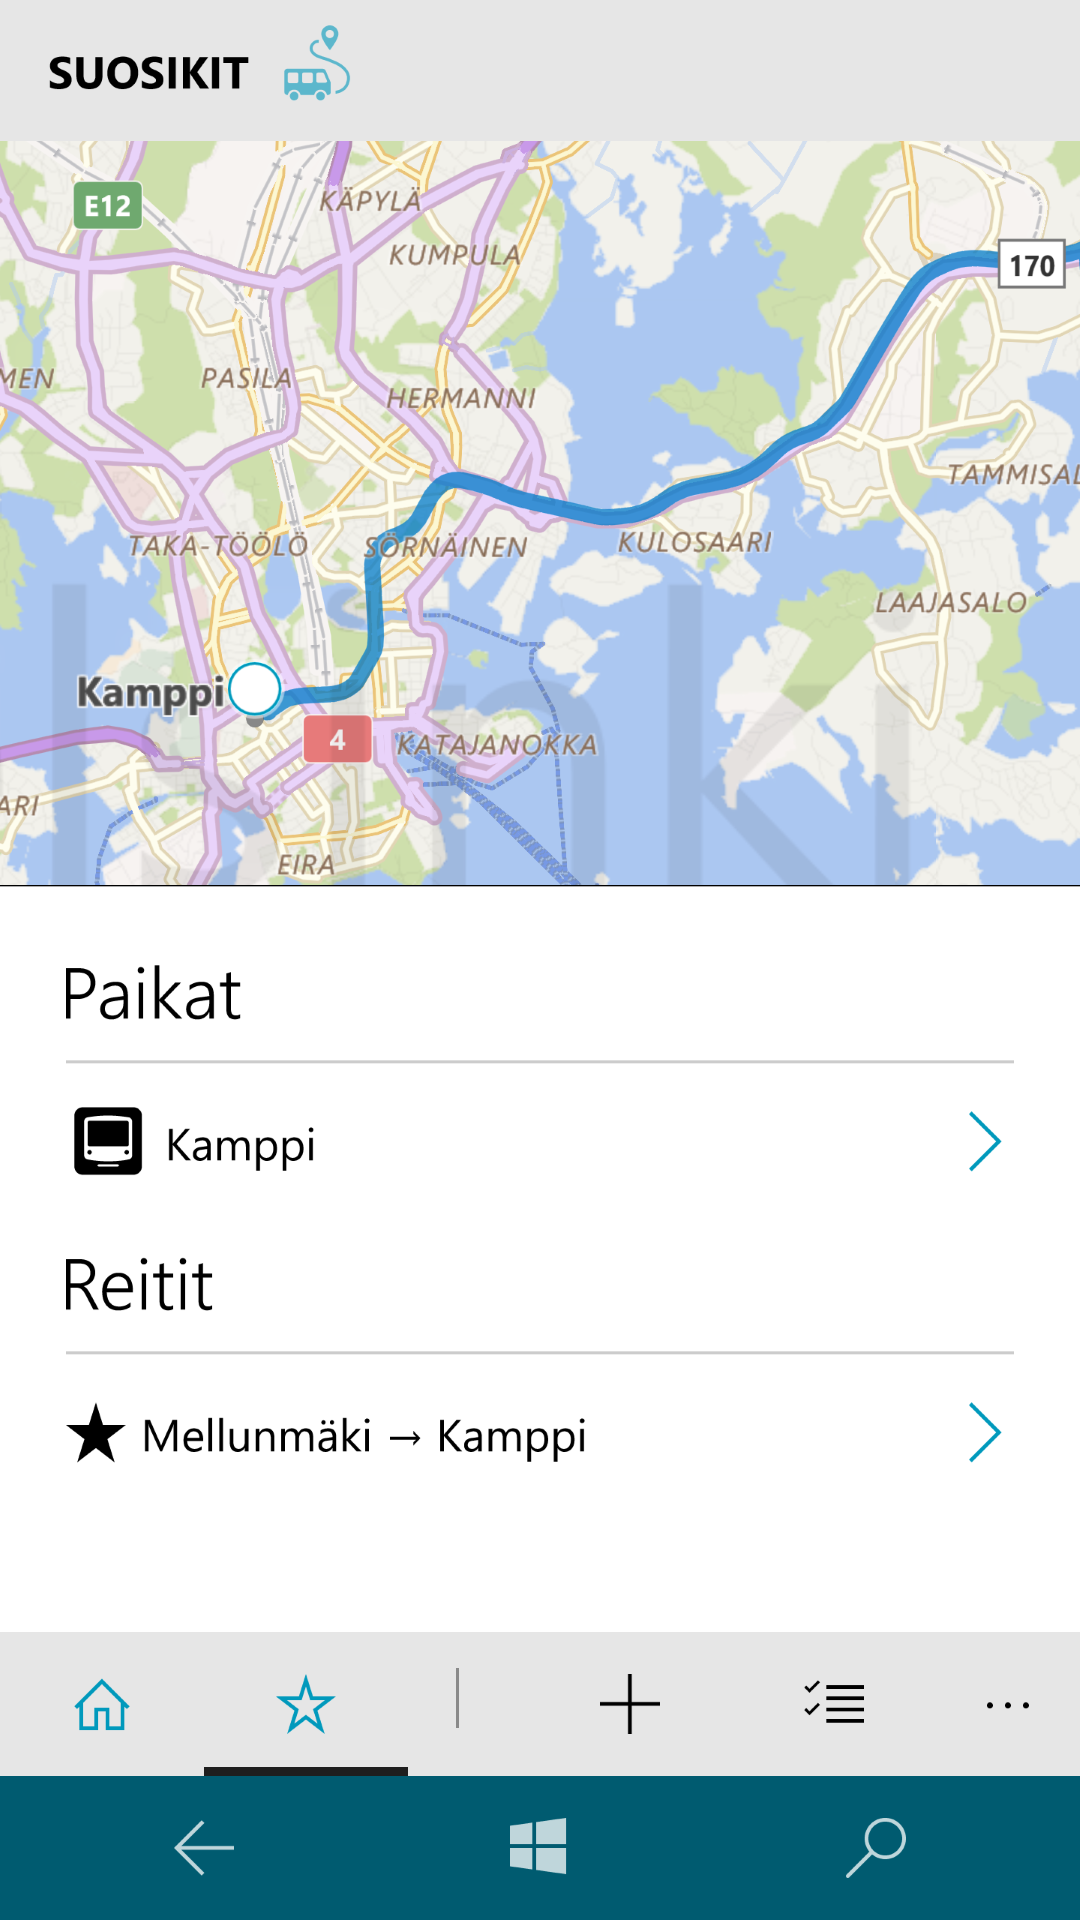 SUOSIKIT
E12
KÄPYLÄ
KUMPULA
170
MEN
PASILA
HERMANNI
TAMMISAL
TAKA-TÖÖLÖ
SÖRNÄINEN
KULOSAARI
LAAJASALO
Kamppi
4
KATAJANOKKA
ARI
EIRA
Paikat
Kamppi
Reitit
Mellunmäki → Kamppi